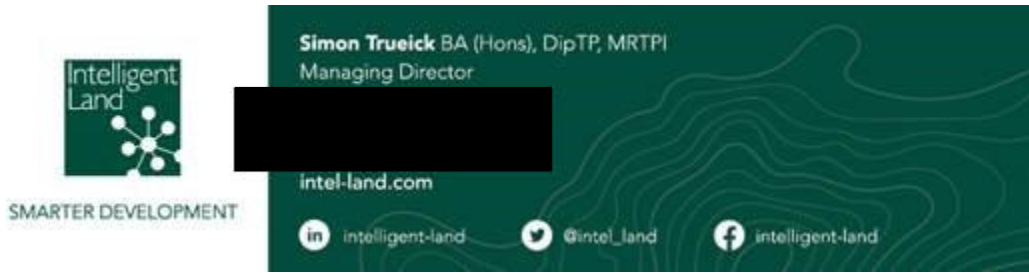 Intelligent
Land
SMARTER DEVELOPMENT
Simon Trueick BA (Hons), DipTP, MRTPI
Managing Director
intel-land.com
in intelligent-land
@intel_land
intelligent-land